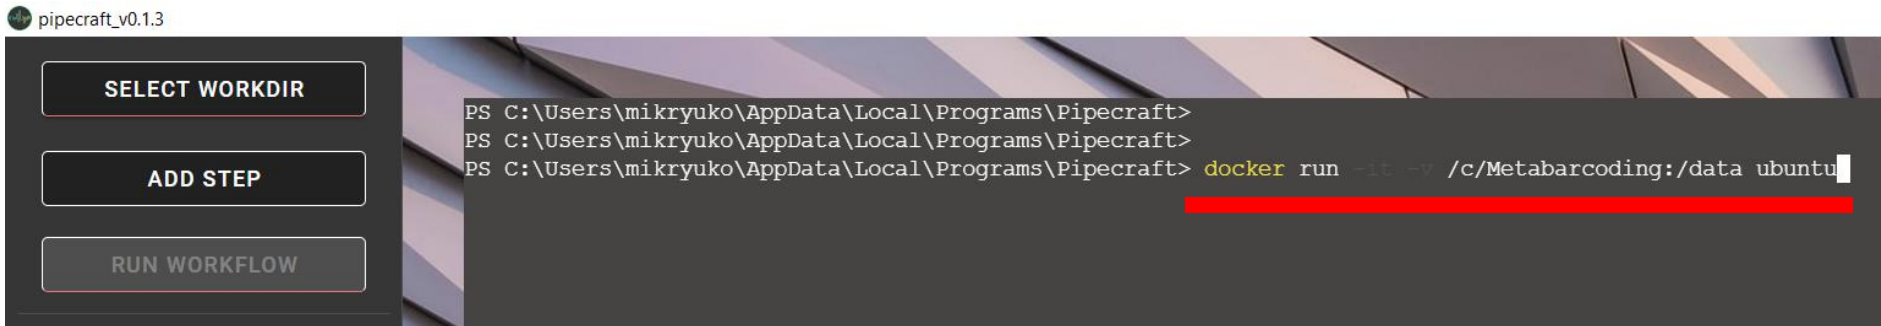 pipecraft_v0.1.3
SELECT WORKDIR
ADD STEP
RUN WORKFLOW
PS C:\Users\mikryuko\AppData\Local\Programs\Pipecraft>
PS C:\Users\mikryuko\AppData\Local\Programs\Pipecraft>
PS C:\Users\mikryuko\AppData\Local\Programs\Pipecraft> docker run -it -v /c/Metabarcoding:/data ubuntu